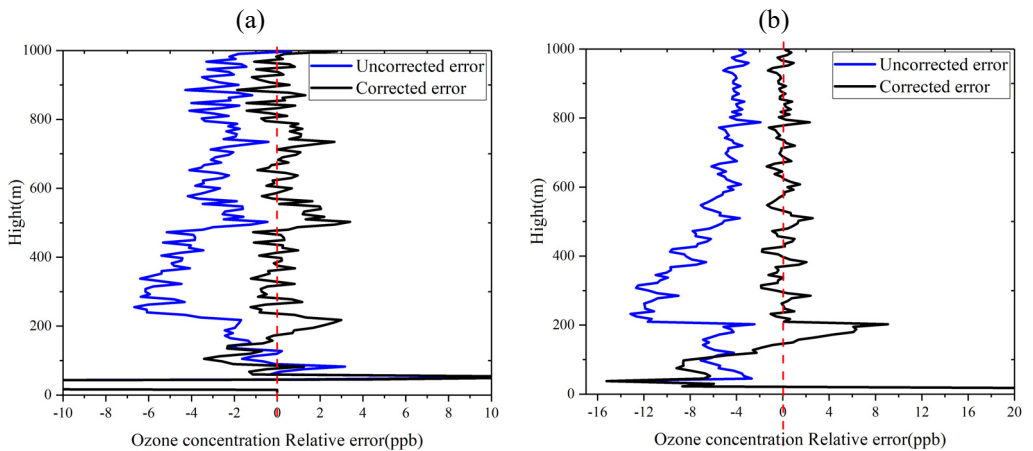 (a)
1000
800
600
400
200
0
Hight(m)
Uncorrected error
Corrected error
-10 -8 -6 -4 -2 0 2 4 6 8 10
Ozone concentration Relative error(ppb)
(b)
1000
800
600
400
200
0
Hight(m)
Uncorrected error
Corrected error
-16 -12 -8 -4 0 4 8 12 16 20
Ozone concentration Relative error(ppb)